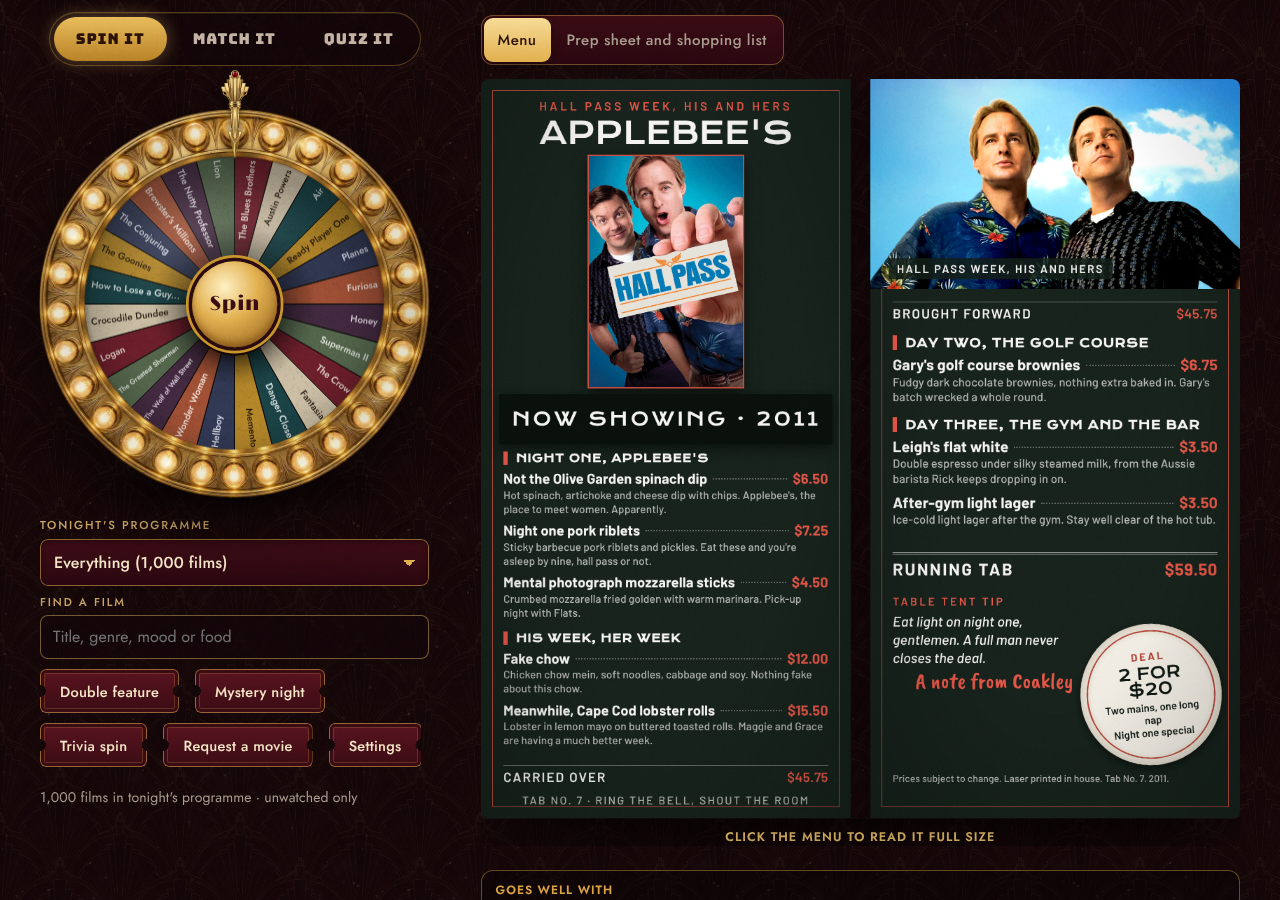 SPIN IT
MATCH IT
QUIZ IT
Menu
Prep sheet and shopping list
Lion
The Blues Brothers
Austin Powers
Air
Ready Player One
Planes
Furiosa
Honey
Superman II
The Crow
Fantasia
Danger Close
Memento
Hellboy
Wonder Woman
The Wolf of Wall Street
The Greatest Showman
Logan
Crocodile Dundee
How to Lose a Guy...
The Goonies
The Conjuring
Brewster's Millions
The Nutty Professor
Spin
TONIGHT'S PROGRAMME
Everything (1,000 films)
FIND A FILM
Title, genre, mood or food
Double feature
Mystery night
Trivia spin
Request a movie
Settings
1,000 films in tonight's programme · unwatched only
HALL PASS WEEK, HIS AND HERS
APPLEBEE'S
HALL PASS
NOW SHOWING · 2011
NIGHT ONE, APPLEBEE'S
Not the Olive Garden spinach dip $6.50
Hot spinach, artichoke and cheese dip with chips. Applebee's, the
place to meet women. Apparently.
Night one pork riblets $7.25
Sticky barbecue pork riblets and pickles. Eat these and you're
asleep by nine, hall pass or not.
Mental photograph mozzarella sticks $4.50
Crumbed mozzarella fried golden with warm marinara. Pick-up
night with Flats.
HIS WEEK, HER WEEK
Fake chow $12.00
Chicken chow mein, soft noodles, cabbage and soy. Nothing fake
about this chow.
Meanwhile, Cape Cod lobster rolls $15.50
Lobster in lemon mayo on buttered toasted rolls. Maggie and Grace
are having a much better week.
CARRIED OVER $45.75
TAB NO. 7 · RING THE BELL, SHOUT THE ROOM
HALL PASS WEEK, HIS AND HERS
BROUGHT FORWARD $45.75
DAY TWO, THE GOLF COURSE
Gary's golf course brownies $6.75
Fudgy dark chocolate brownies, nothing extra baked in. Gary's
batch wrecked a whole round.
DAY THREE, THE GYM AND THE BAR
Leigh's flat white $3.50
Double espresso under silky steamed milk, from the Aussie
barista Rick keeps dropping in on.
After-gym light lager $3.50
Ice-cold light lager after the gym. Stay well clear of the hot tub.
RUNNING TAB $59.50
TABLE TENT TIP
Eat light on night one,
gentlemen. A full man never
closes the deal.
A note from Coakley
DEAL
2 FOR
$20
Two mains, one long
nap
Night one special
Prices subject to change. Laser printed in house. Tab No. 7. 2011.
CLICK THE MENU TO READ IT FULL SIZE
GOES WELL WITH